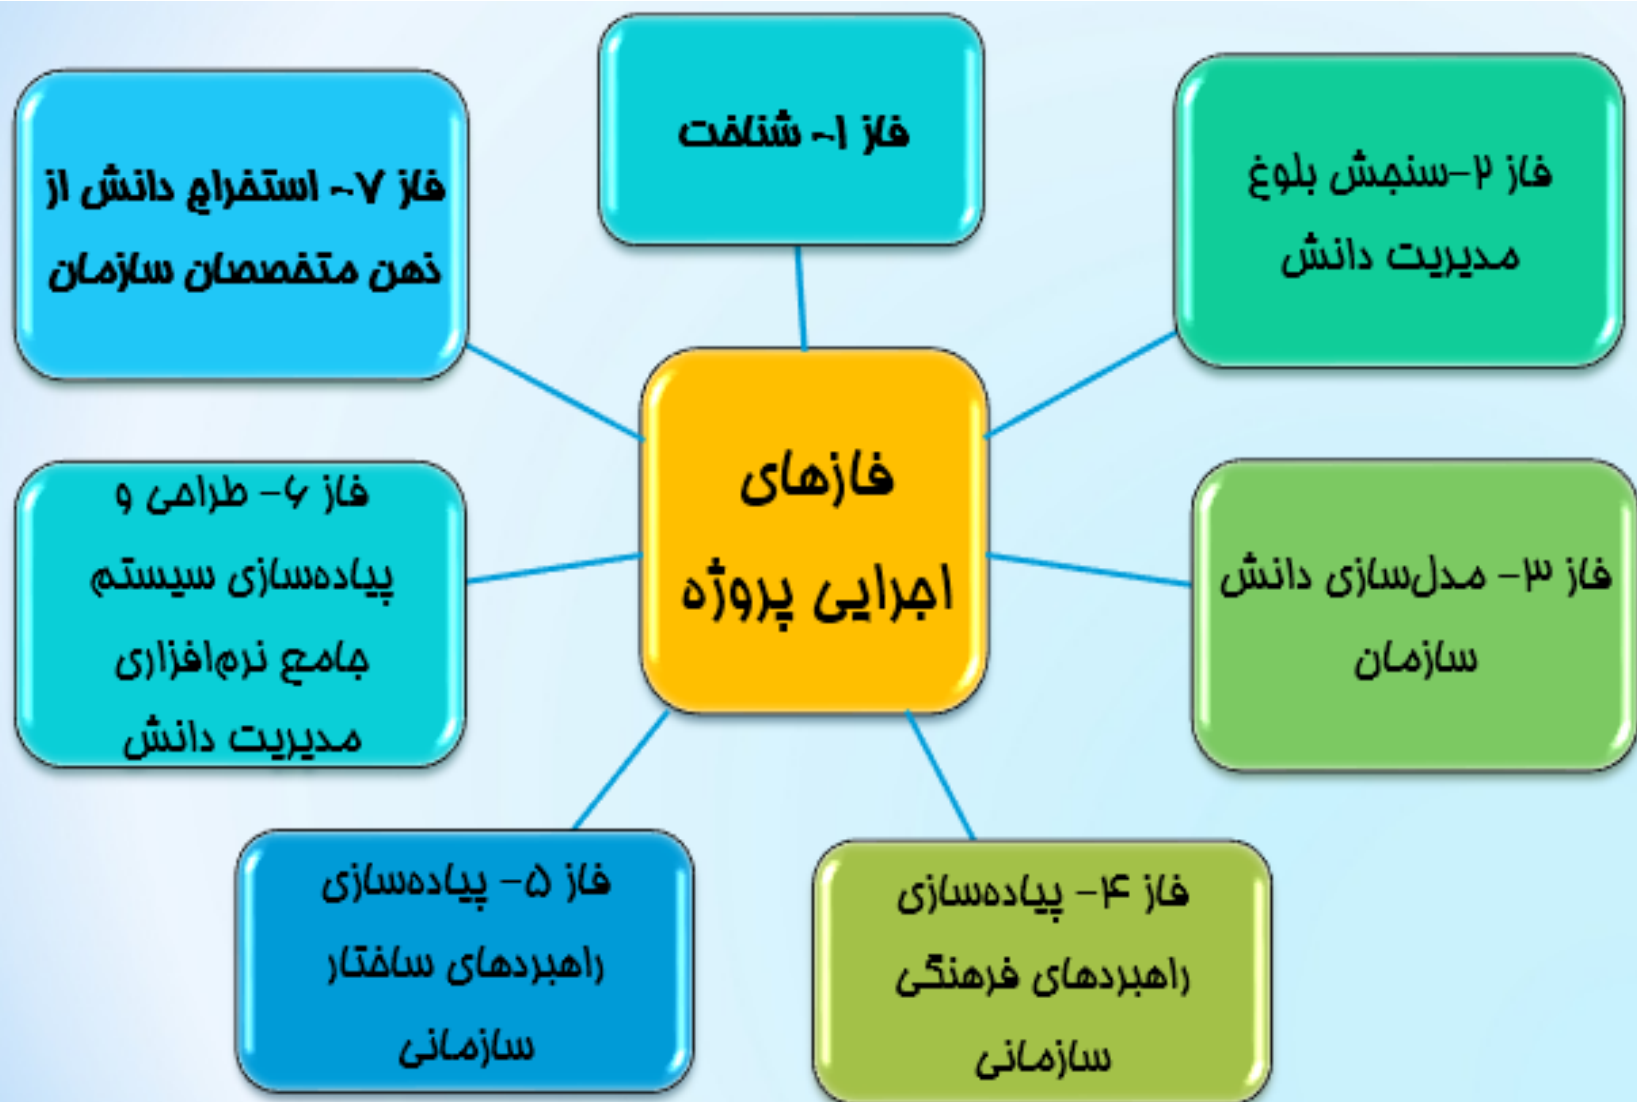 فازهای
اجرایی پروژه
فاز ۱- شناخت
فاز ۲-سنجش بلوغ
مدیریت دانش
فاز ۳- مدل‌سازی دانش
سازمان
فاز ۴- پیاده‌سازی
راهبردهای فرهنگی
سازمانی
فاز ۵- پیاده‌سازی
راهبردهای ساختار
سازمانی
فاز ۶- طراحی و
پیاده‌سازی سیستم
جامع نرم‌افزاری
مدیریت دانش
فاز ۷- استخراج دانش از
ذهن متخصصان سازمان